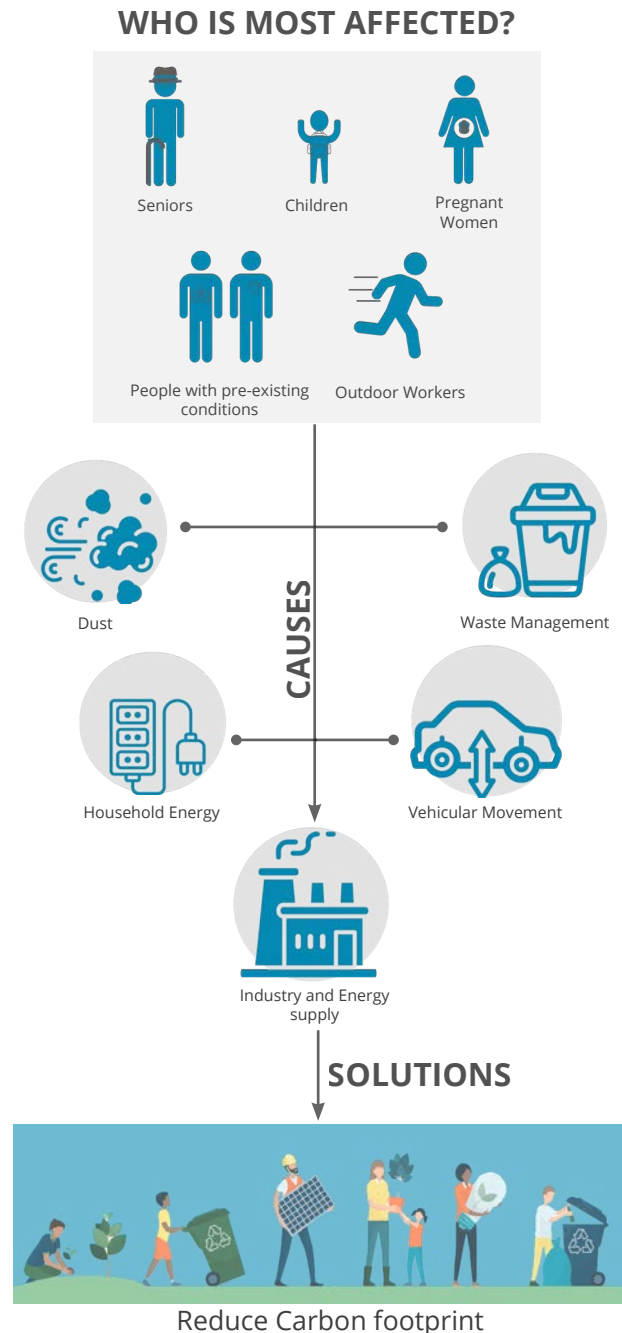 WHO IS MOST AFFECTED?
Seniors
Children
Pregnant
Women
People with pre-existing
conditions
Outdoor Workers
CAUSES
Dust
Waste Management
Household Energy
Vehicular Movement
Industry and Energy
supply
SOLUTIONS
Reduce Carbon footprint